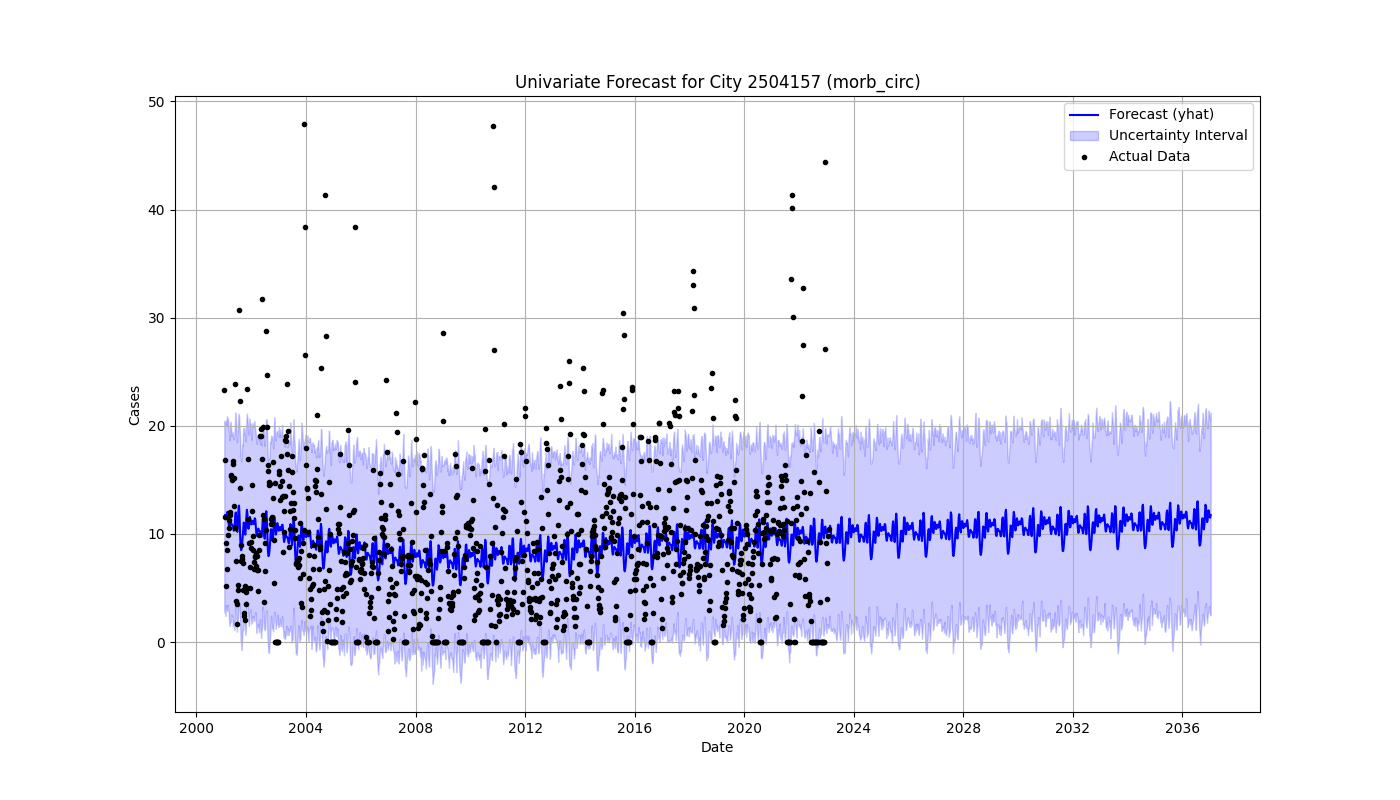 Univariate Forecast for City 2504157 (morb_circ)
Forecast (yhat)
Uncertainty Interval
Actual Data
Cases
50
40
30
20
10
0
2000 2004 2008 2012 2016 2020 2024 2028 2032 2036
Date